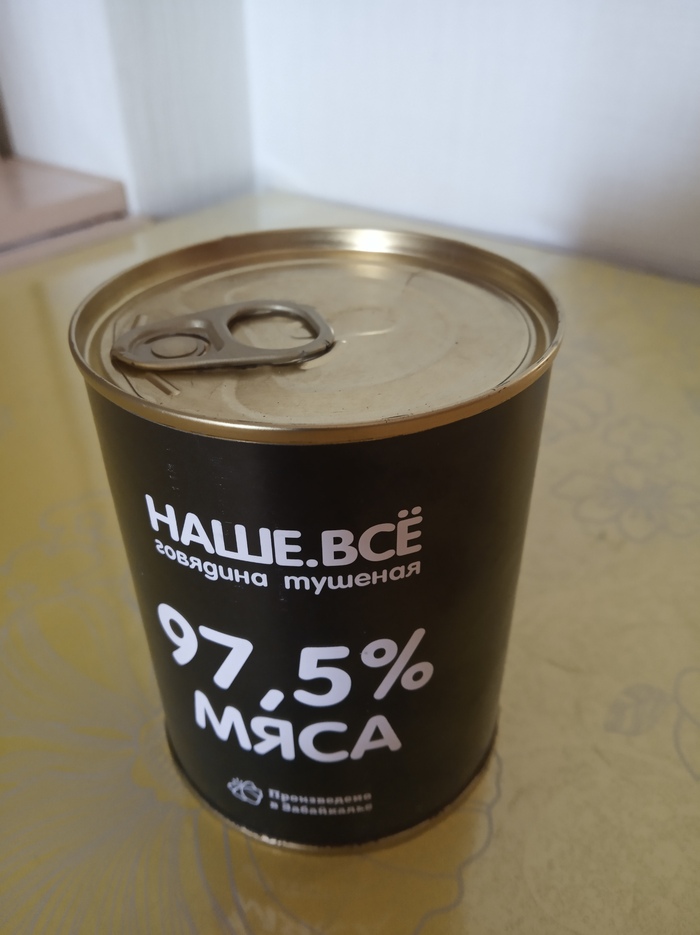 НАШЕ.ВСЁ
говядина тушеная
97,5%
МЯСА
Произведено
в Забайкалье